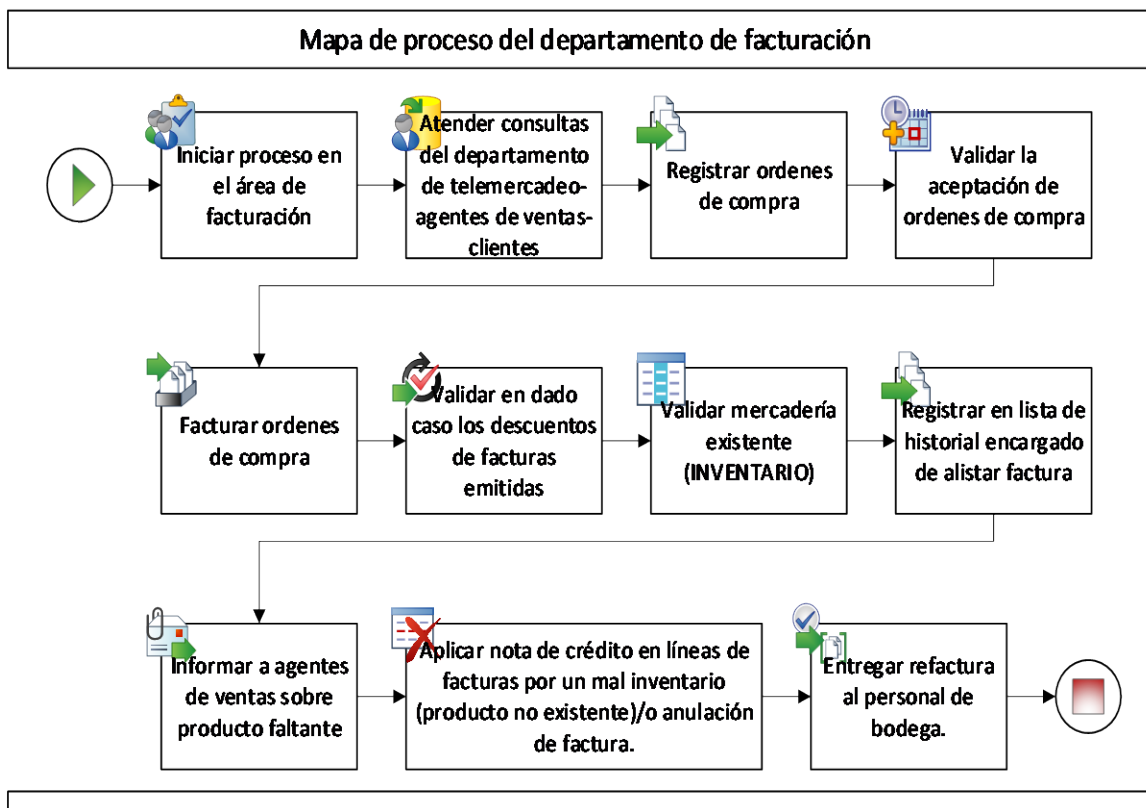 Mapa de proceso del departamento de facturación
Iniciar proceso en
el área de
facturación
Atender consultas
del departamento
de telemercadeo-
agentes de ventas-
clientes
Registrar ordenes
de compra
Validar la
aceptación de
ordenes de compra
Facturar ordenes
de compra
Validar en dado
caso los descuentos
de facturas
emitidas
Validar mercadería
existente
(INVENTARIO)
Registrar en lista de
historial encargado
de alistar factura
Informar a agentes
de ventas sobre
producto faltante
Aplicar nota de crédito en líneas de
facturas por un mal inventario
(producto no existente)/o anulación
de factura.
Entregar refactura
al personal de
bodega.